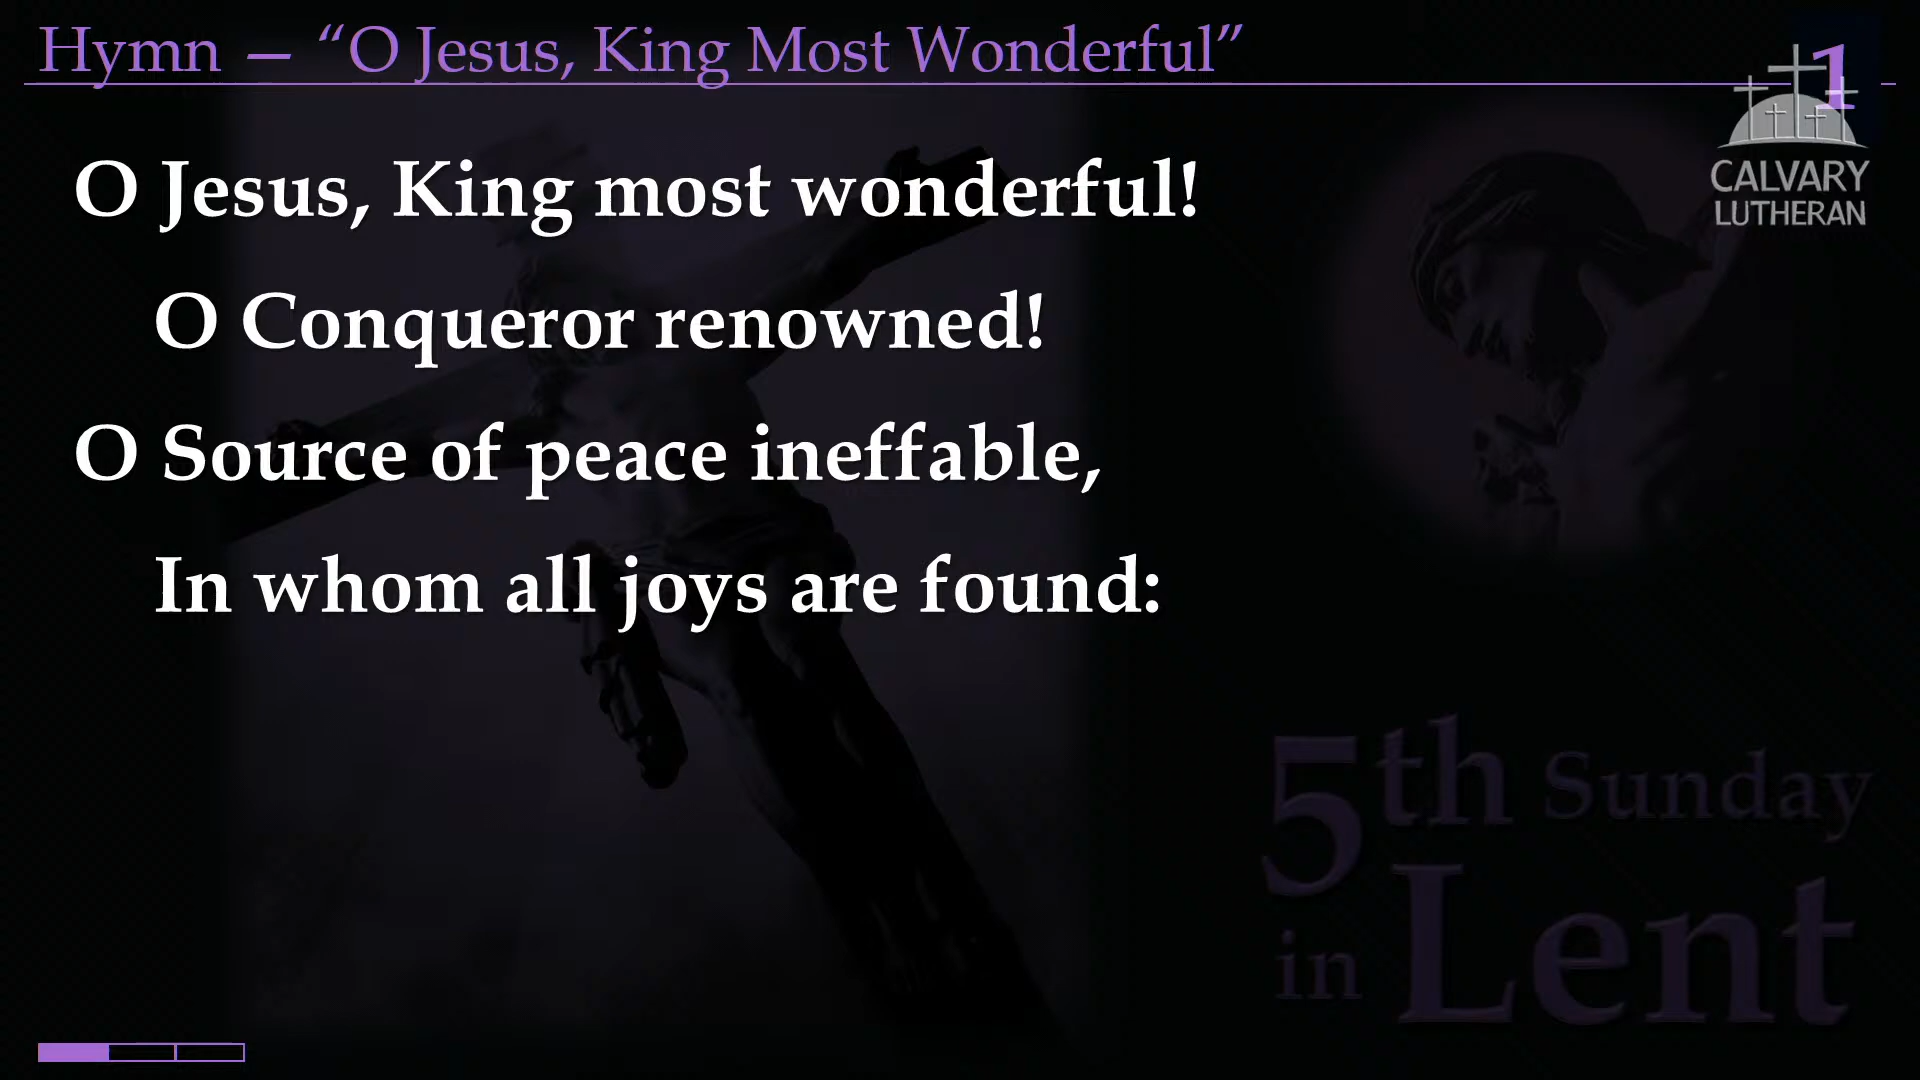 Hymn — “O Jesus, King Most Wonderful”
1
CALVARY
LUTHERAN
O Jesus, King most wonderful!
O Conqueror renowned!
O Source of peace ineffable,
In whom all joys are found:
5th Sunday
in Lent